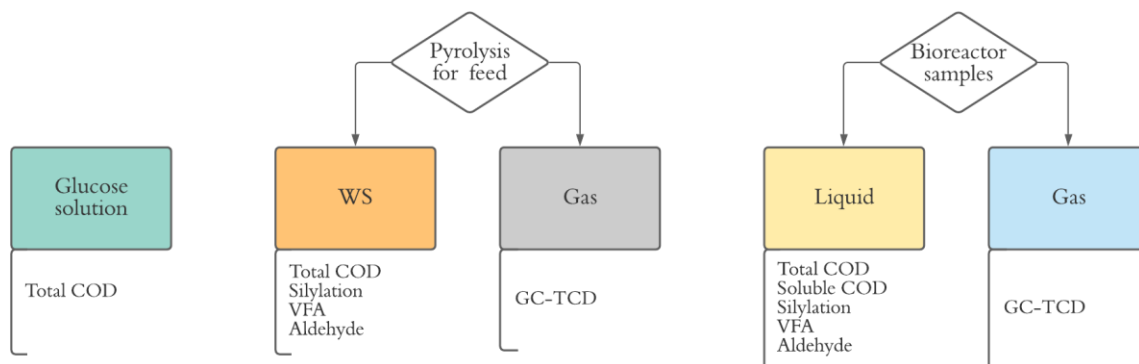 Pyrolysis
for feed
Bioreactor
samples
Glucose
solution
WS
Gas
Liquid
Gas
Total COD
Total COD
Silylation
VFA
Aldehyde
GC-TCD
Total COD
Soluble COD
Silylation
VFA
Aldehyde
GC-TCD